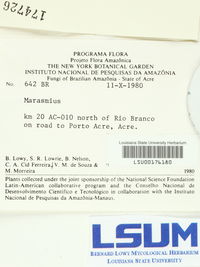 1744726
PROGRAMA FLORA
Projeto Flora Amazônica
THE NEW YORK BOTANICAL GARDEN
INSTITUTO NACIONAL DE PESQUISAS DA AMAZÔNIA
Fungi of Brazilian Amazônia - State of Acre
No. 642 BR 11-X-1980
Marasmius
km 20 AC-010 north of Rio Branco
on road to Porto Acre, Acre.
Louisiana State University Herbarium
LSU00174180
B. Lowy, S. R. Lowrie, B. Nelson,
C. A. Cid Ferreira, V. M. de Souza &
M. Morreira 1980
Plants collected under the joint sponsorship of the National Science Foundation
Latin-American collaborative program and the Conselho Nacional de
Desenvolvimento Científico e Tecnológico in collaboration with the Instituto
Nacional de Pesquisas da Amazônia-Manaus.
LSUM
BERNARD LOWY MYCOLOGICAL HERBARIUM
LOUISIANA STATE UNIVERSITY